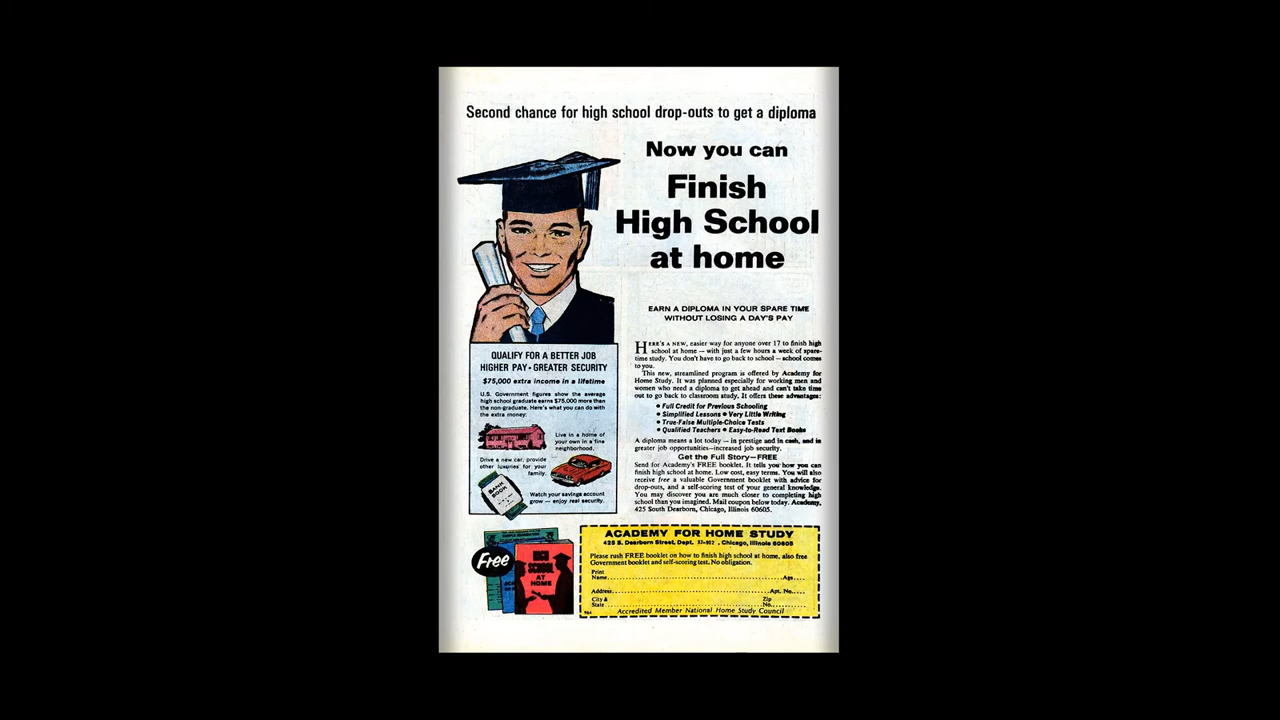 Second chance for high school drop-outs to get a diploma
Now you can
Finish
High School
at home
EARN A DIPLOMA IN YOUR SPARE TIME
WITHOUT LOSING A DAY'S PAY
QUALIFY FOR A BETTER JOB
HIGHER PAY • GREATER SECURITY
$75,000 extra income in a lifetime
U.S. Government figures show the average
high school graduate earns $75,000 more than
the non-graduate. Here's what you can do with
the extra money:
Live in a home of
your own in a fine
neighborhood.
Drive a new car, provide
other luxuries for your
family.
BANK
BOOK
Watch your savings account
grow — enjoy real security.
HERE'S A NEW, easier way for anyone over 17 to finish high
school at home — with just a few hours a week of spare-
time study. You don't have to go back to school — school comes
to you.
This new, streamlined program is offered by Academy for
Home Study. It was planned especially for working men and
women who need a diploma to get ahead and can't take time
out to go back to classroom study. It offers these advantages:
• Full Credit for Previous Schooling
• Simplified Lessons • Very Little Writing
• True-False Multiple-Choice Tests
• Qualified Teachers • Easy-to-Read Text Books
A diploma means a lot today — in prestige and in cash, and in
greater job opportunities—increased job security.
Get the Full Story—FREE
Send for Academy's FREE booklet. It tells you how you can
finish high school at home. Low cost, easy terms. You will also
receive free a valuable Government booklet with advice for
drop-outs, and a self-scoring test of your general knowledge.
You may discover you are much closer to completing high
school than you imagined. Mail coupon below today. Academy,
425 South Dearborn, Chicago, Illinois 60605.
Free
HIGH
SCHOOL
AT
HOME
ACADEMY FOR HOME STUDY
425 S. Dearborn Street, Dept. , Chicago, Illinois 60605
Please rush FREE booklet on how to finish high school at home, also free
Government booklet and self-scoring test. No obligation.
Print
Name Age
Address Apt. No.
City & Zip
State No.
Accredited Member National Home Study Council